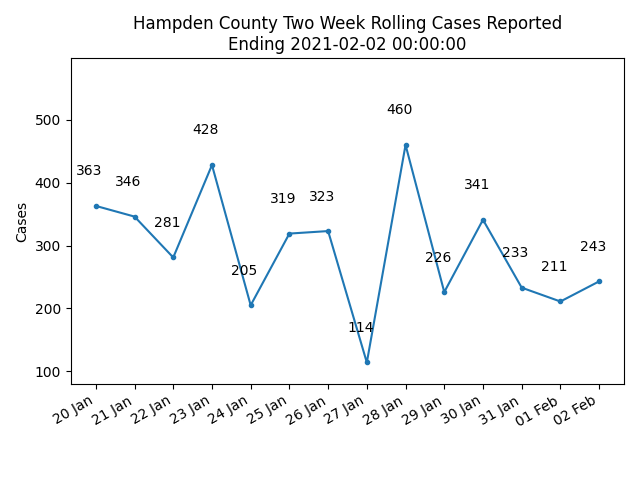 Hampden County Two Week Rolling Cases Reported
Ending 2021-02-02 00:00:00
Cases
500
400
300
200
100
363
346
281
428
205
319
323
114
460
226
341
233
211
243
20 Jan
21 Jan
22 Jan
23 Jan
24 Jan
25 Jan
26 Jan
27 Jan
28 Jan
29 Jan
30 Jan
31 Jan
01 Feb
02 Feb